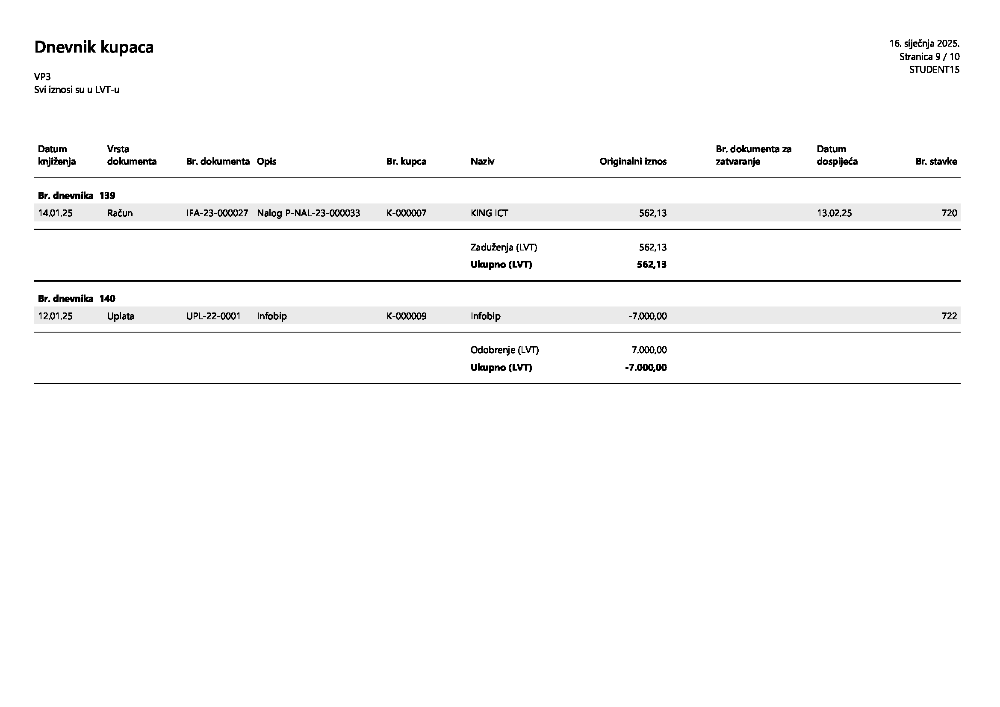 Dnevnik kupaca
16. siječnja 2025.
Stranica 9 / 10
STUDENT15
VP3
Svi iznosi su u LVT-u
Datum knjiženja Vrsta dokumenta Br. dokumenta Opis Br. kupca Naziv Originalni iznos Br. dokumenta za zatvaranje Datum dospijeća Br. stavke
Br. dnevnika 139
14.01.25 Račun IFA-23-000027 Nalog P-NAL-23-000033 K-000007 KING ICT 562,13 13.02.25 720
Zaduženja (LVT) 562,13
Ukupno (LVT) 562,13
Br. dnevnika 140
12.01.25 Uplata UPL-22-0001 Infobip K-000009 Infobip -7.000,00 722
Odobrenje (LVT) 7.000,00
Ukupno (LVT) -7.000,00